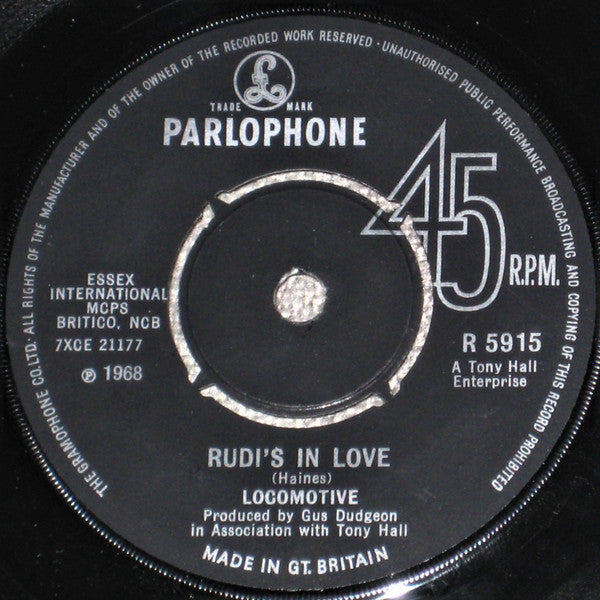 THE GRAMOPHONE CO. LTD. · ALL RIGHTS OF THE MANUFACTURER AND OF THE OWNER OF THE RECORDED WORK RESERVED · UNAUTHORISED PUBLIC PERFORMANCE BROADCASTING AND COPYING OF THIS RECORD PROHIBITED
£
TRADE MARK
PARLOPHONE
45 R.P.M.
ESSEX
INTERNATIONAL
MCPS
BRITICO, NCB
7XCE 21177
℗ 1968
R 5915
A Tony Hall
Enterprise
RUDI'S IN LOVE
(Haines)
LOCOMOTIVE
Produced by Gus Dudgeon
in Association with Tony Hall
MADE IN GT. BRITAIN